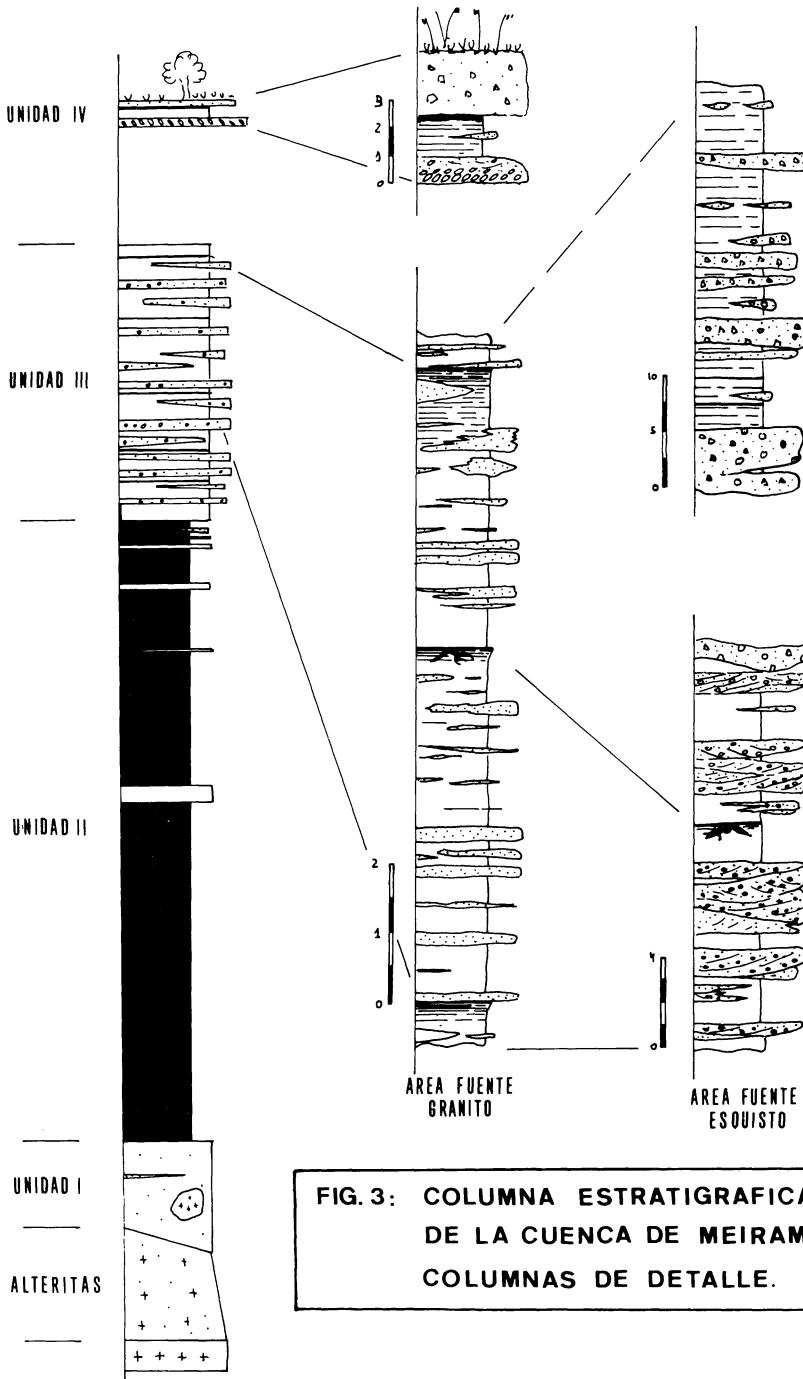 UNIDAD IV
3
2
1
0
UNIDAD III
10
5
0
UNIDAD II
2
1
0
4
0
AREA FUENTE
GRANITO
AREA FUENTE
ESQUISTO
UNIDAD I
ALTERITAS
FIG. 3: COLUMNA ESTRATIGRAFICA
DE LA CUENCA DE MEIRAM
COLUMNAS DE DETALLE.